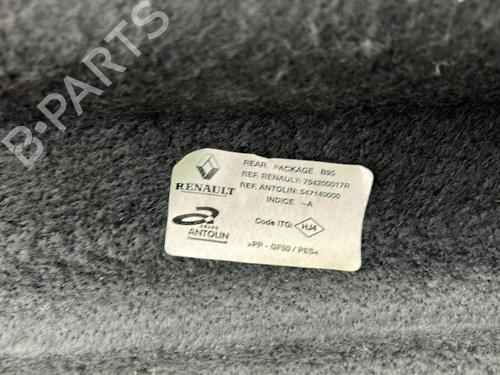 B-PARTS
REAR PACKAGE B95
REF. RENAULT: 794200017R
REF. ANTOLIN: 547140000
INDICE --A
RENAULT
Code ITG: HJ4
GRUPO
ANTOLIN
>PP - GF50 / PES<